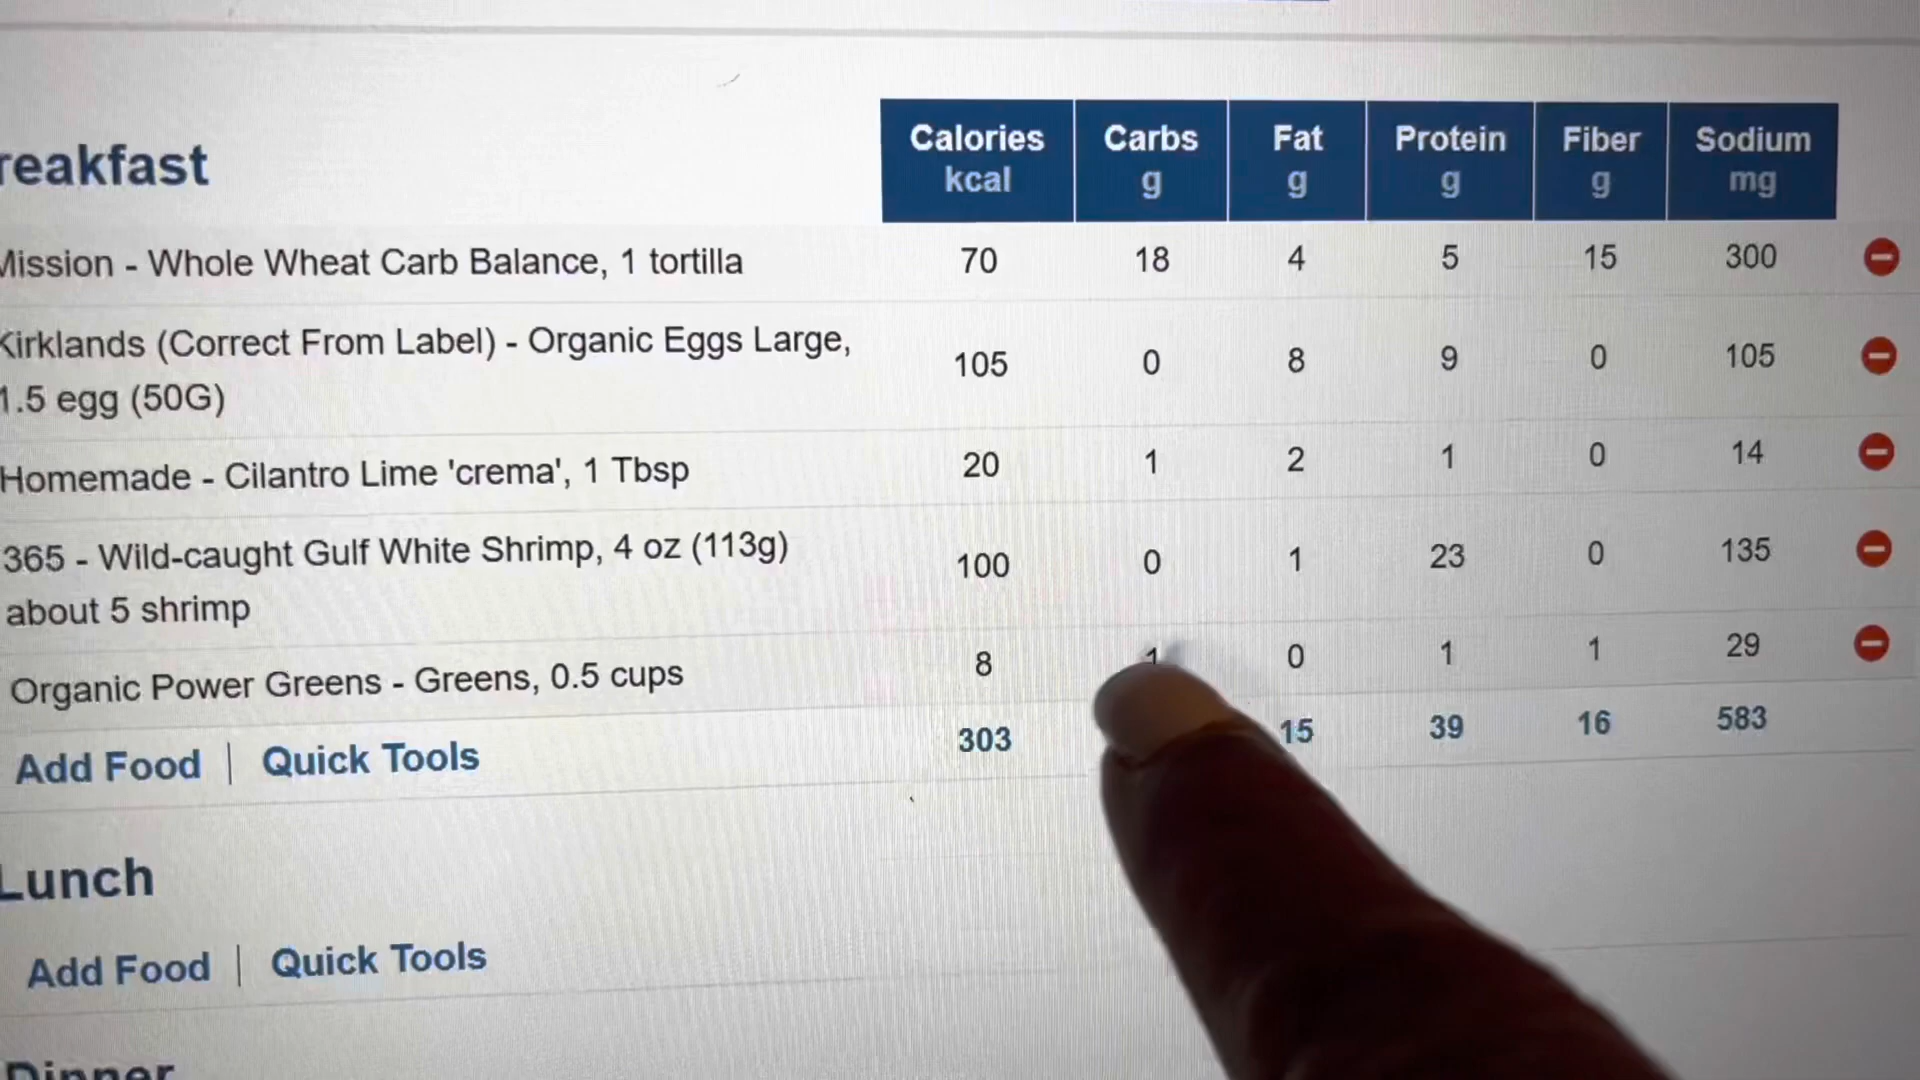 Calories Carbs Fat Protein Fiber Sodium
reakfast kcal g g g g mg
Mission - Whole Wheat Carb Balance, 1 tortilla 70 18 4 5 15 300
Kirklands (Correct From Label) - Organic Eggs Large,
1.5 egg (50G) 105 0 8 9 0 105
Homemade - Cilantro Lime 'crema', 1 Tbsp 20 1 2 1 0 14
365 - Wild-caught Gulf White Shrimp, 4 oz (113g)
about 5 shrimp 100 0 1 23 0 135
Organic Power Greens - Greens, 0.5 cups 8 1 0 1 1 29
Add Food | Quick Tools 303 15 39 16 583
Lunch
Add Food | Quick Tools
Dinner